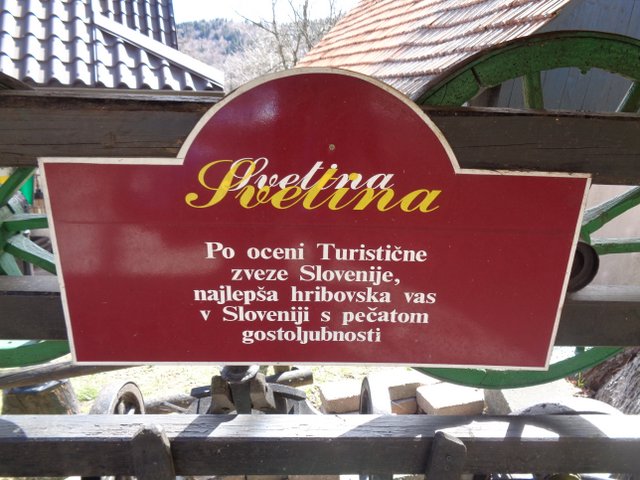 Svetina
Svetina
Po oceni Turistične
zveze Slovenije,
najlepša hribovska vas
v Sloveniji s pečatom
gostoljubnosti